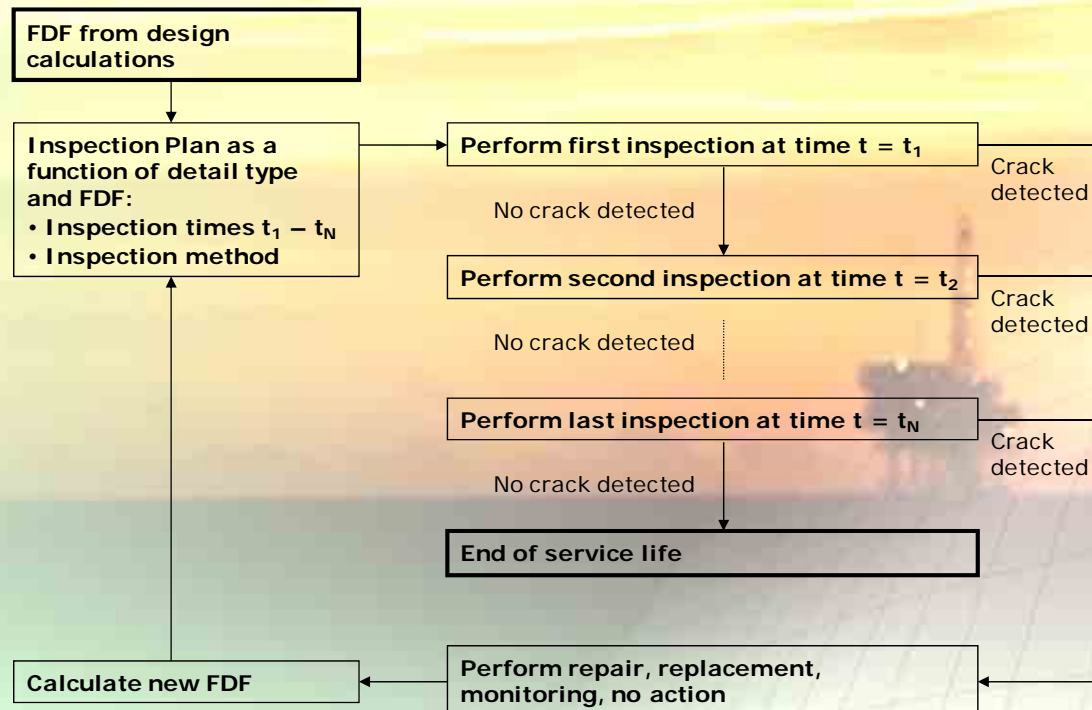 FDF from design
calculations
Inspection Plan as a
function of detail type
and FDF:
• Inspection times t₁ – t_N
• Inspection method
Perform first inspection at time t = t₁
Crack
detected
No crack detected
Perform second inspection at time t = t₂
Crack
detected
No crack detected
Perform last inspection at time t = t_N
Crack
detected
No crack detected
End of service life
Calculate new FDF
Perform repair, replacement,
monitoring, no action